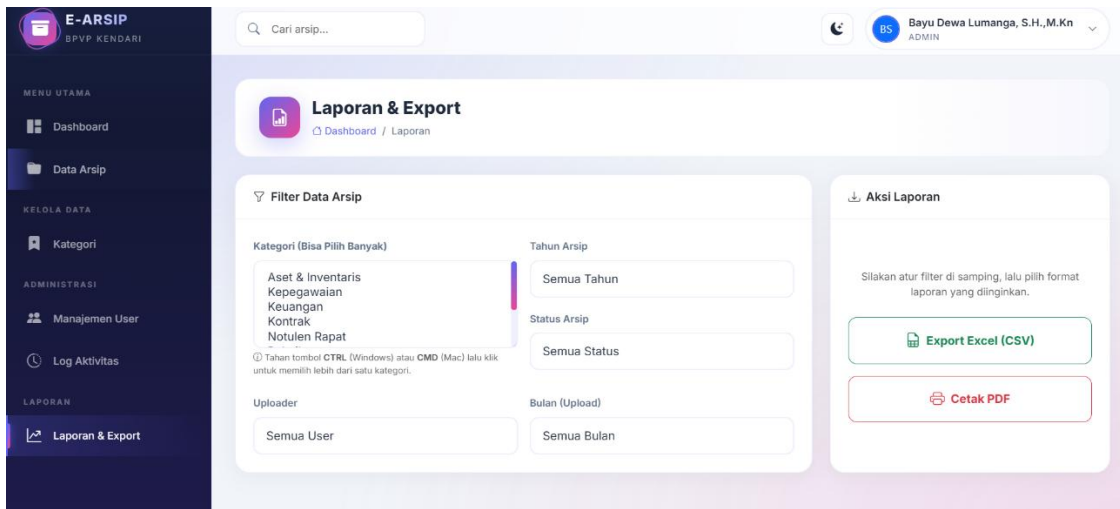 E-ARSIP
BPVP KENDARI
MENU UTAMA
Dashboard
Data Arsip
KELOLA DATA
Kategori
ADMINISTRASI
Manajemen User
Log Aktivitas
LAPORAN
Laporan & Export
Cari arsip...
BS
Bayu Dewa Lumanga, S.H.,M.Kn
ADMIN
Laporan & Export
Dashboard / Laporan
Filter Data Arsip
Kategori (Bisa Pilih Banyak)
Aset & Inventaris
Kepegawaian
Keuangan
Kontrak
Notulen Rapat
Tahan tombol CTRL (Windows) atau CMD (Mac) lalu klik
untuk memilih lebih dari satu kategori.
Tahun Arsip
Semua Tahun
Status Arsip
Semua Status
Uploader
Semua User
Bulan (Upload)
Semua Bulan
Aksi Laporan
Silakan atur filter di samping, lalu pilih format
laporan yang diinginkan.
Export Excel (CSV)
Cetak PDF